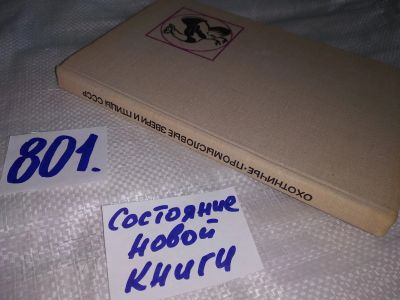 ОХОТНИЧЬЕ-ПРОМЫСЛОВЫЕ ЗВЕРИ И ПТИЦЫ СССР
801.
Состояние
новой
книги